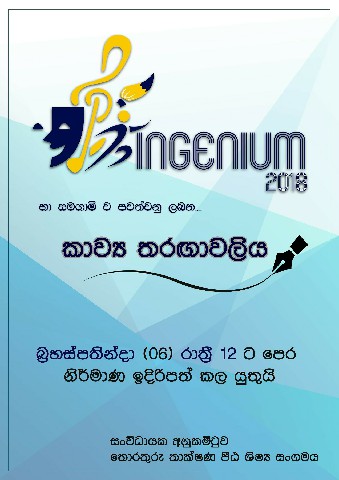 INGENIUM
2018
හා සමගාමී ව පවත්වනු ලබන...
කාව්‍ය තරඟාවලිය
බ්‍රහස්පතින්දා (06) රාත්‍රී 12 ට පෙර
නිර්මාණ ඉදිරිපත් කල යුතුයි
සංවිධායක අනුකමිටුව
තොරතුරු තාක්ෂණ පීඨ ශිෂ්‍ය සංගමය